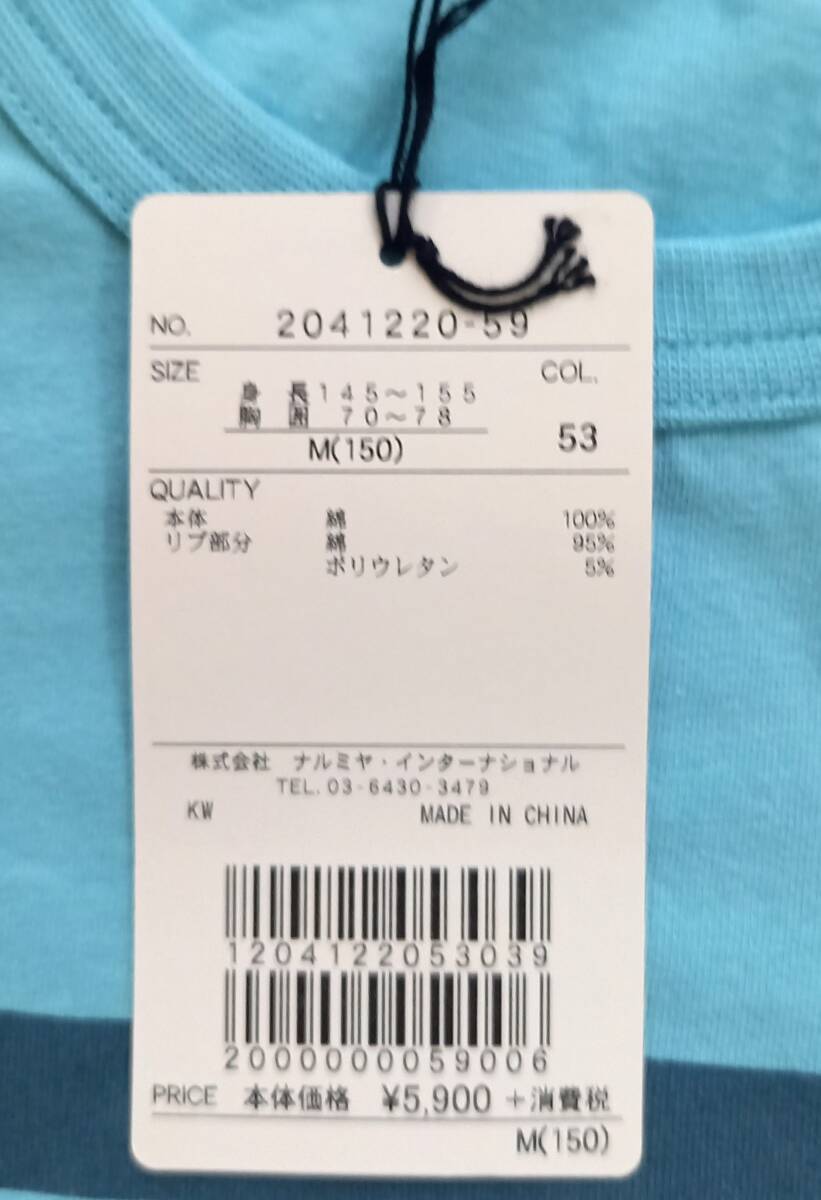 NO. 2041220-59
SIZE COL.
身長145〜155
胸囲 70〜78
M(150) 53
QUALITY
本体 綿 100%
リブ部分 綿 95%
ポリウレタン 5%
株式会社 ナルミヤ・インターナショナル
TEL.03-6430-3479
KW MADE IN CHINA
1204122053039
2000000059006
PRICE 本体価格 ¥5,900 +消費税
M(150)